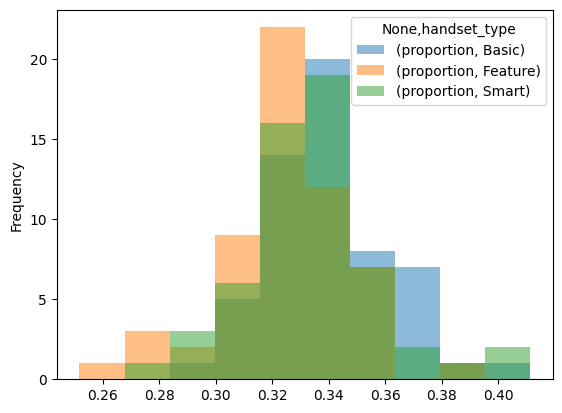 None,handset_type
(proportion, Basic)
(proportion, Feature)
(proportion, Smart)
Frequency
20
15
10
5
0
0.26 0.28 0.30 0.32 0.34 0.36 0.38 0.40